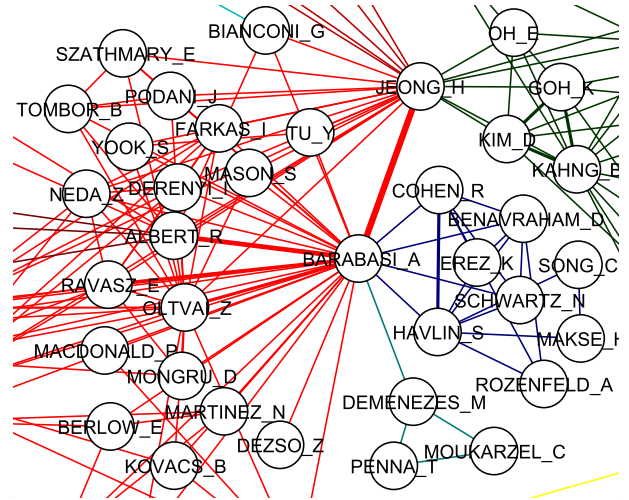 BIANCONI_G
OH_E
SZATHMARY_E
JEONG_H
GOH_K
PODANI_J
TOMBOR_B
FARKAS_I
TU_Y
KIM_D
YOOK_S
KAHNG_B
MASON_S
NEDA_Z
DERENYI_I
COHEN_R
BENAVRAHAM_D
ALBERT_R
BARABASI_A
EREZ_K
SONG_C
RAVASZ_E
SCHWARTZ_N
OLTVAI_Z
HAVLIN_S
MAKSE_H
MACDONALD_P
MONGRU_D
ROZENFELD_A
DEMENEZES_M
MARTINEZ_N
BERLOW_E
DEZSO_Z
MOUKARZEL_C
KOVACS_B
PENNA_T